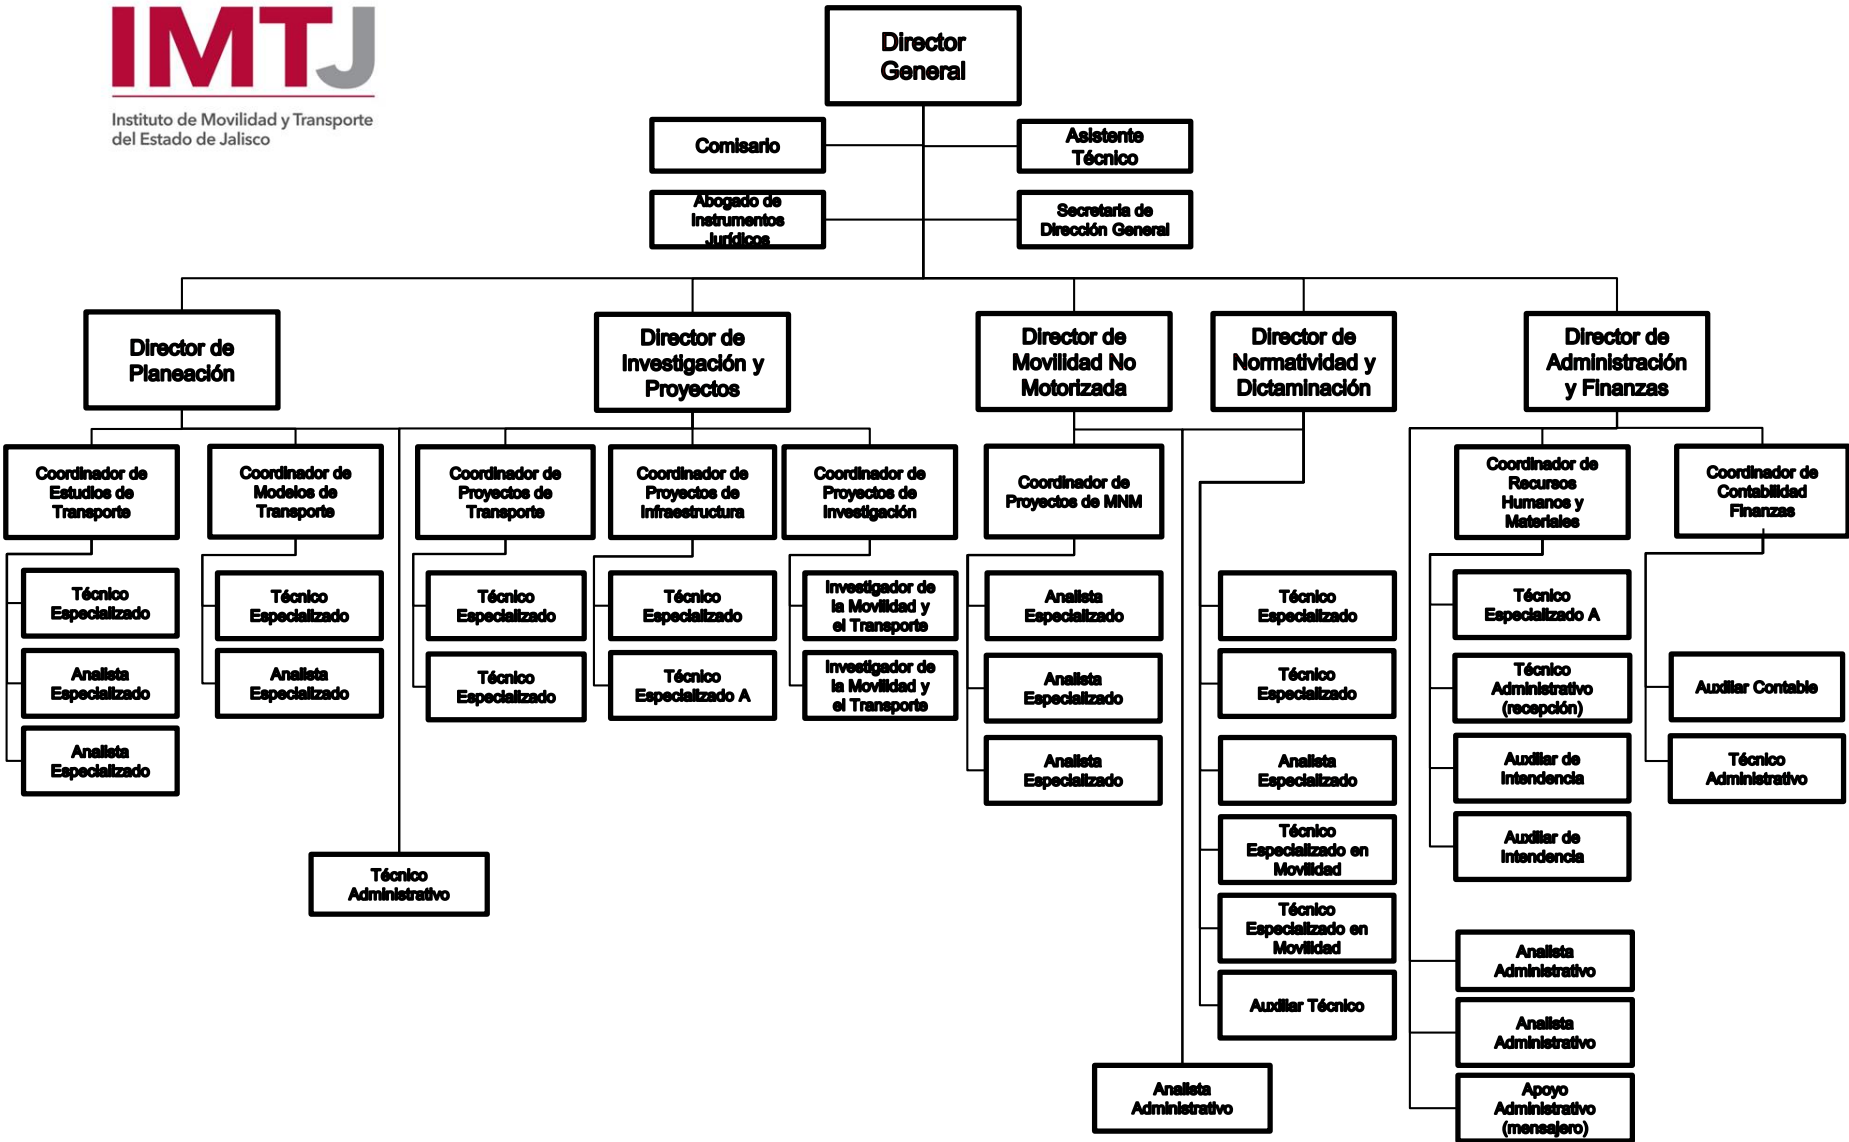 IMTJ
Instituto de Movilidad y Transporte
del Estado de Jalisco
Director
General
Comisario
Asistente
Técnico
Abogado de
Instrumentos
Jurídicos
Secretaria de
Dirección General
Director de
Planeación
Director de
Investigación y
Proyectos
Director de
Movilidad No
Motorizada
Director de
Normatividad y
Dictaminación
Director de
Administración
y Finanzas
Coordinador de
Estudios de
Transporte
Coordinador de
Modelos de
Transporte
Coordinador de
Proyectos de
Transporte
Coordinador de
Proyectos de
Infraestructura
Coordinador de
Proyectos de
Investigación
Coordinador de
Proyectos de MNM
Coordinador de
Recursos
Humanos y
Materiales
Coordinador de
Contabilidad
Finanzas
Técnico
Especializado
Analista
Especializado
Analista
Especializado
Técnico
Especializado
Analista
Especializado
Técnico
Administrativo
Técnico
Especializado
Técnico
Especializado
Técnico
Especializado
Técnico
Especializado A
Investigador de
la Movilidad y
el Transporte
Investigador de
la Movilidad y
el Transporte
Analista
Especializado
Analista
Especializado
Analista
Especializado
Analista
Administrativo
Técnico
Especializado
Técnico
Especializado
Analista
Especializado
Técnico
Especializado en
Movilidad
Técnico
Especializado en
Movilidad
Auxiliar Técnico
Técnico
Especializado A
Técnico
Administrativo
(recepción)
Auxiliar de
Intendencia
Auxiliar de
Intendencia
Analista
Administrativo
Analista
Administrativo
Apoyo
Administrativo
(mensajero)
Auxiliar Contable
Técnico
Administrativo